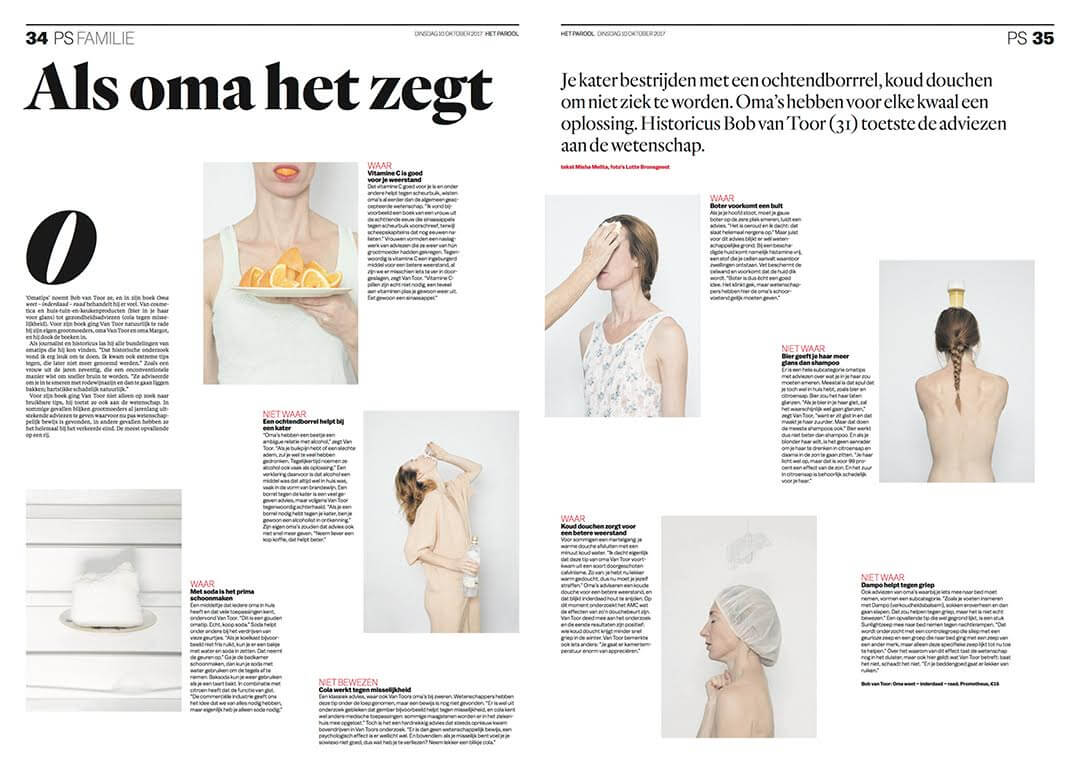 34 PS FAMILIE
DINSDAG 10 OKTOBER 2017 HET PAROOL
Als oma het zegt
O
‘Omatips’ noemt Bob van Toor ze, en in zijn boek Oma
weet – inderdaad – raad behandelt hij er veel. Van cosme-
tica en huis-tuin-en-keukenproducten (bier in je haar
voor glans) tot gezondheidsadviezen (cola tegen misse-
lijkheid). Voor zijn boek ging Van Toor natuurlijk te rade
bij zijn eigen grootmoeders, oma Van Toor en oma Margot,
en hij dook de boeken in.
Als journalist en historicus las hij alle bundelingen van
omatips die hij kon vinden. “Dat historische onderzoek
vond ik erg leuk om te doen. Ik kwam ook extreme tips
tegen, die later niet meer genoemd werden.” Zoals een
vrouw uit de jaren zeventig, die een onconventionele
manier wist om sneller bruin te worden. “Ze adviseerde
om je in te smeren met rodewijnazijn en dan te gaan liggen
bakken; hartstikke schadelijk natuurlijk.”
Voor zijn boek ging Van Toor niet alleen op zoek naar
bruikbare tips, hij toetst ze ook aan de wetenschap. In
sommige gevallen blijken grootmoeders al jarenlang uit-
stekende adviezen te geven waarvoor nu pas wetenschap-
pelijk bewijs is gevonden, in andere gevallen hebben ze
het helemaal bij het verkeerde eind. De meest opvallende
op een rij.
WAAR
Vitamine C is goed
voor je weerstand
Dat vitamine C goed voor je is en onder
andere helpt tegen scheurbuik, wisten
oma's al eerder dan de algemeen geac-
cepteerde wetenschap. “Ik vond bij-
voorbeeld een boek van een vrouw uit
de achttiende eeuw die sinaasappels
tegen scheurbuik voorschreef, terwijl
scheepskapiteins dat nog eeuwen na-
lieten.” Vrouwen vormden een naslag-
werk van adviezen die ze weer van hún
grootmoeder hadden gekregen. Tegen-
woordig is vitamine C een ingeburgerd
middel voor een betere weerstand, al
zijn we er misschien iets te ver in door-
geslagen, zegt Van Toor. “Vitamine C-
pillen zijn echt niet nodig; een teveel
aan vitaminen plas je gewoon weer uit.
Eet gewoon een sinaasappel.”
NIET WAAR
Een ochtendborrel helpt bij
een kater
“Oma's hebben een beetje een
ambigue relatie met alcohol,” zegt Van
Toor. “Als je buikpijn hebt of een slechte
adem, zul je wel te veel hebben
gedronken. Tegelijkertijd noemen ze
alcohol ook vaak als oplossing.” Een
verklaring daarvoor is dat alcohol een
middel was dat altijd wel in huis was,
vaak in de vorm van brandewijn. Een
borrel tegen de kater is een veel ge-
geven advies, maar volgens Van Toor
tegenwoordig achterhaald. “Als je een
borrel nodig hebt tegen je kater, ben je
gewoon een alcoholist in ontkenning.”
Zijn eigen oma's zouden dat advies ook
niet snel meer geven. “Neem liever een
kop koffie, dat helpt beter.”
WAAR
Met soda is het prima
schoonmaken
Een middeltje dat iedere oma in huis
heeft en dat vele toepassingen kent,
ondervond Van Toor. “Dit is een gouden
omatip. Echt, koop soda.” Soda helpt
onder andere bij het verdrijven van
vieze geurtjes. “Als je koelkast bijvoor-
beeld niet fris ruikt, kun je er een bakje
met water en soda in zetten. Dat neemt
de geur op.” Ga je de badkamer
schoonmaken, dan kun je soda met
water gebruiken om de tegels af te
nemen. Baksoda kun je weer gebruiken
als je een taart bakt. In combinatie met
citroen heeft dat de functie van gist.
“De commerciële industrie geeft ons
het idee dat we van alles nodig hebben,
maar eigenlijk heb je alleen soda nodig.”
NIET BEWEZEN
Cola werkt tegen misselijkheid
Een klassiek advies, waar ook Van Toors oma's bij zweren. Wetenschappers hebben
deze tip onder de loep genomen, maar een bewijs is nog niet gevonden. “Er is wel uit
onderzoek gebleken dat gember bijvoorbeeld helpt tegen misselijkheid, en cola kent
wel andere medische toepassingen: sommige maagstenen worden er in het zieken-
huis mee opgelost.” Toch is het een hardnekkig advies dat steeds opnieuw kwam
bovendrijven in Van Toors onderzoek. “Er is dan geen wetenschappelijk bewijs, een
psychologisch effect is er wellicht wel. En bovendien: als je misselijk bent voel je je
sowieso niet goed, dus wat heb je te verliezen? Neem lekker een blikje cola.”
HET PAROOL DINSDAG 10 OKTOBER 2017
PS 35
Je kater bestrijden met een ochtendborrrel, koud douchen
om niet ziek te worden. Oma's hebben voor elke kwaal een
oplossing. Historicus Bob van Toor (31) toetste de adviezen
aan de wetenschap.
tekst Misha Melita, foto's Lotte Bronsgeest
WAAR
Boter voorkomt een bult
Als je je hoofd stoot, moet je gauw
boter op de zere plek smeren, luidt een
advies. “Het is oeroud en ik dacht: dat
slaat helemaal nergens op.” Maar juist
voor dit advies blijkt er wél weten-
schappelijke grond. Bij een bescha-
digde huid komt namelijk histamine vrij,
een stof die je cellen aanvalt waardoor
zwellingen ontstaan. Vet beschermt de
celwand en voorkomt dat de huid dik
wordt. “Boter is dus écht een goed
idee. Het klinkt gek, maar wetenschap-
pers hebben hier de oma's schoor-
voetend gelijk moeten geven.”
NIET WAAR
Bier geeft je haar meer
glans dan shampoo
Er is een hele subcategorie omatips
met adviezen over wat je in je haar zou
moeten smeren. Meestal is dat spul dat
je toch wel in huis hebt, zoals bier en
citroensap. Bier zou het haar laten
glanzen. “Als je bier in je haar giet, zal
het waarschijnlijk wel gaan glanzen,”
zegt Van Toor, “want er zit gist in en dat
maakt je haar zuurder. Maar dat doen
de meeste shampoos ook.” Bier werkt
dus niet beter dan shampoo. En als je
blonder haar wilt, is het geen aanrader
om je haar te drenken in citroensap en
daarna in de zon te gaan zitten. “Je haar
licht wel op, maar dat is voor 99 pro-
cent een effect van de zon. En het zuur
in citroensap is behoorlijk schadelijk
voor je haar.”
WAAR
Koud douchen zorgt voor
een betere weerstand
Voor sommigen een martelgang: je
warme douche afsluiten met een
minuut koud water. “Ik dacht eigenlijk
dat deze tip van oma Van Toor voort-
kwam uit een soort doorgeschoten
calvinisme. Zo van: je hebt nu lekker
warm gedoucht, dus nu moet je jezelf
straffen.” Oma's adviseren een koude
douche voor een betere weerstand, en
dat blijkt inderdaad hout te snijden. Op
dit moment onderzoekt het AMC wat
de effecten van zo'n douchebeurt zijn.
Van Toor deed mee aan het onderzoek
en de eerste resultaten zijn positief:
wie koud doucht krijgt minder snel
griep in de winter. Van Toor bemerkte
ook iets anders: “Je gaat er kamertem-
peratuur enorm van appreciëren.”
NIET WAAR
Dampo helpt tegen griep
Ook adviezen van oma's waarbij je iets mee naar bed moet
nemen, vormen een subcategorie. “Zoals je voeten insmeren
met Dampo (verkoudheidsbalsem), sokken eroverheen en dan
gaan slapen. Dat zou helpen tegen griep, maar het is niet echt
bewezen.” Een opvallende tip die wel gegrond lijkt, is een stuk
Sunlightzeep mee naar bed nemen tegen nachtkrampen. “Dat
wordt onderzocht met een controlegroep die sliep met een
geurloze zeep en een groep die naar bed ging met een zeep van
een ander merk, maar alleen deze specifieke zeep lijkt tot nu toe
te helpen.” Over het waarom van dit effect tast de wetenschap
nog in het duister, maar ook hier geldt wat Van Toor betreft: baat
het niet, schaadt het niet. “En je beddengoed gaat er lekker van
ruiken.”
Bob van Toor: Oma weet – inderdaad – raad. Prometheus, €15